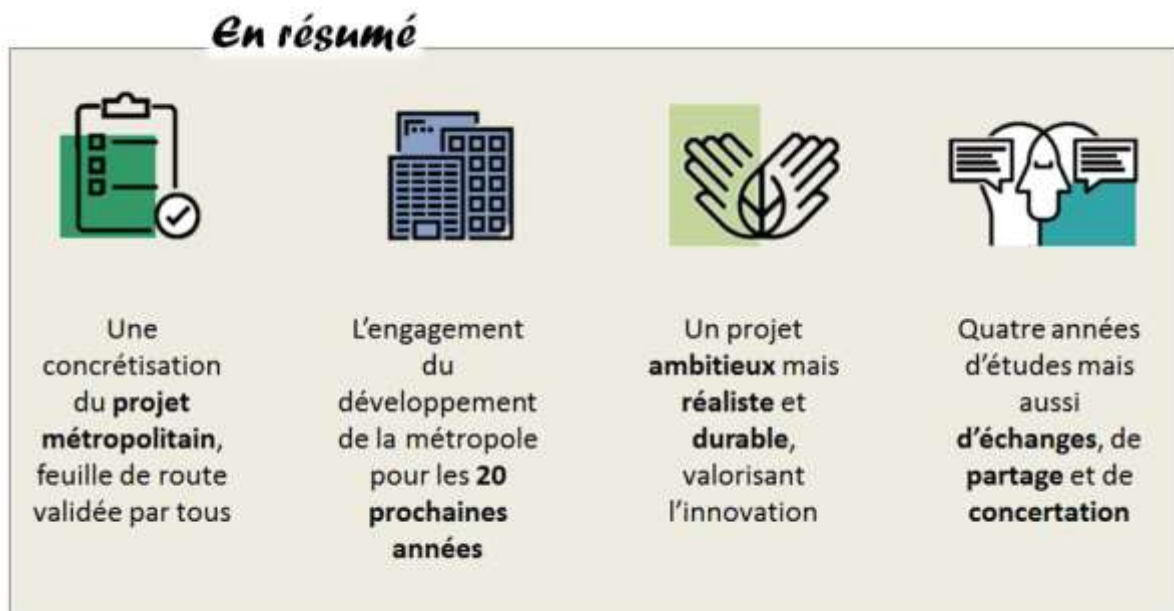 En résumé
Une
concrétisation
du projet
métropolitain,
feuille de route
validée par tous
L'engagement
du
développement
de la métropole
pour les 20
prochaines
années
Un projet
ambitieux mais
réaliste et
durable,
valorisant
l'innovation
Quatre années
d'études mais
aussi
d'échanges, de
partage et de
concertation